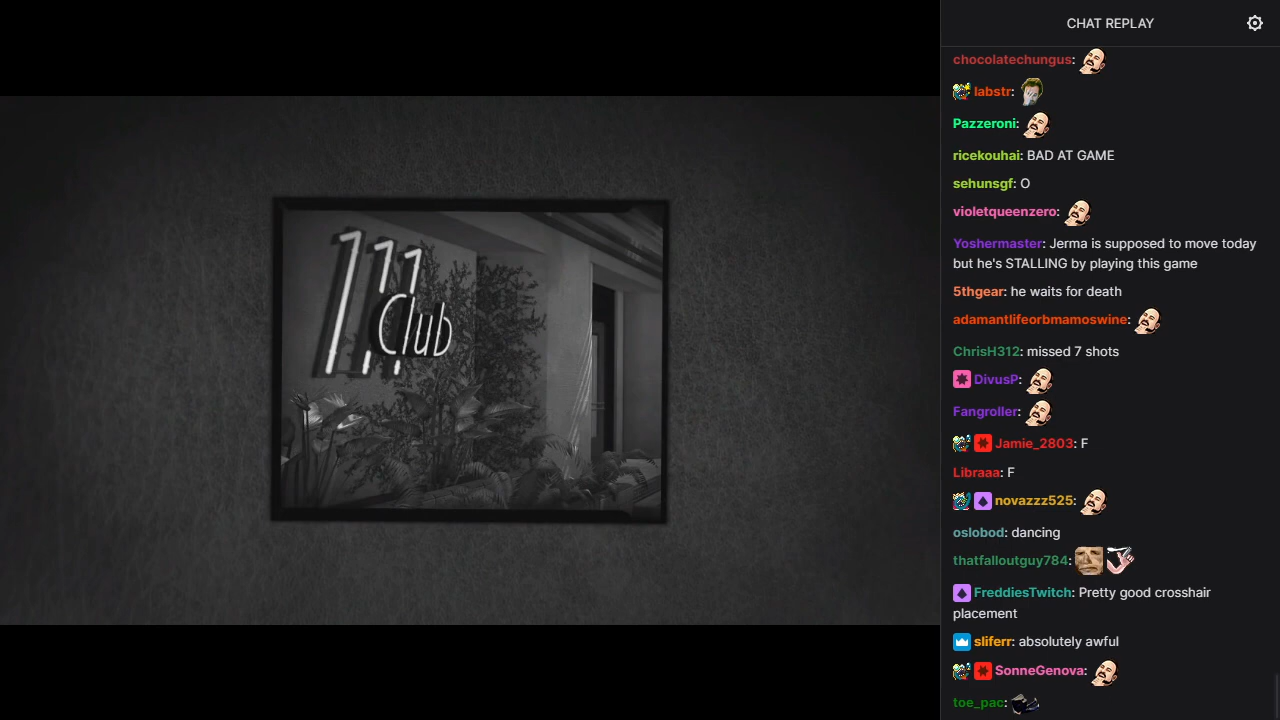 111
Club
CHAT REPLAY
chocolatechungus:
labstr:
Pazzeroni:
ricekouhai: BAD AT GAME
sehunsgf: O
violetqueenzero:
Yoshermaster: Jerma is supposed to move today
but he's STALLING by playing this game
5thgear: he waits for death
adamantlifeorbmamoswine:
ChrisH312: missed 7 shots
DivusP:
Fangroller:
Jamie_2803: F
Libraaa: F
novazzz525:
oslobod: dancing
thatfalloutguy784:
FreddiesTwitch: Pretty good crosshair
placement
sliferr: absolutely awful
SonneGenova:
toe_pac: